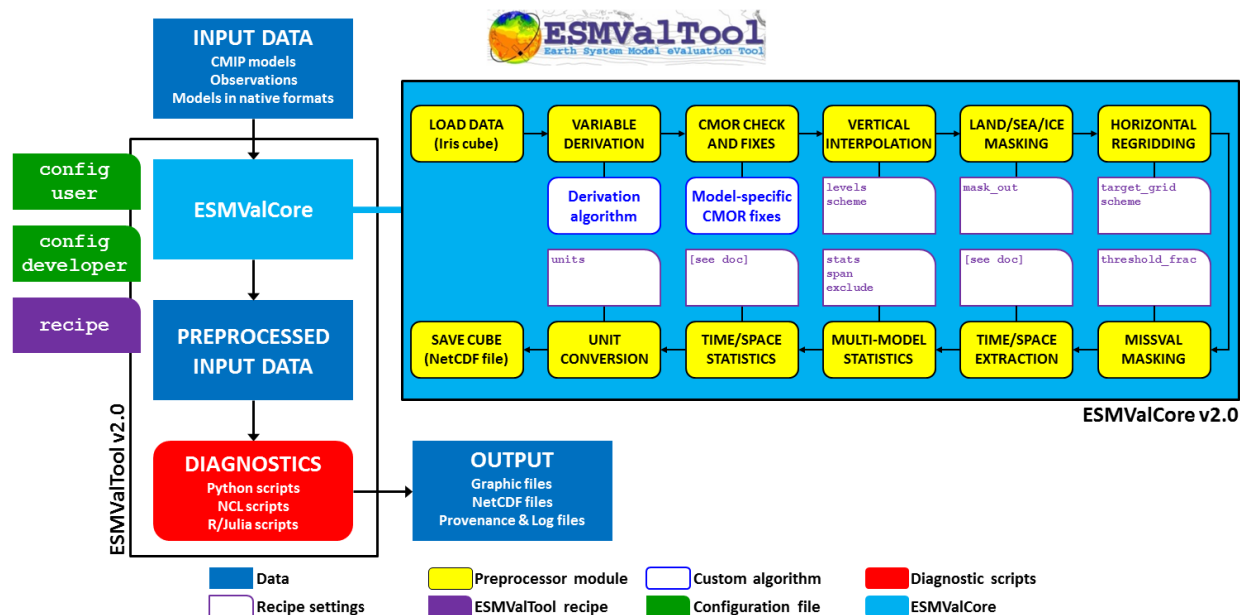 INPUT DATA
CMIP models
Observations
Models in native formats
ESMValTool
Earth System Model eValuation Tool
config
user
config
developer
recipe
ESMValCore
PREPROCESSED
INPUT DATA
DIAGNOSTICS
Python scripts
NCL scripts
R/Julia scripts
ESMValTool v2.0
OUTPUT
Graphic files
NetCDF files
Provenance & Log files
LOAD DATA
(Iris cube)
VARIABLE
DERIVATION
CMOR CHECK
AND FIXES
VERTICAL
INTERPOLATION
LAND/SEA/ICE
MASKING
HORIZONTAL
REGRIDDING
Derivation
algorithm
Model-specific
CMOR fixes
levels
scheme
mask_out
target_grid
scheme
units
[see doc]
stats
span
exclude
[see doc]
threshold_frac
SAVE CUBE
(NetCDF file)
UNIT
CONVERSION
TIME/SPACE
STATISTICS
MULTI-MODEL
STATISTICS
TIME/SPACE
EXTRACTION
MISSVAL
MASKING
ESMValCore v2.0
Data
Preprocessor module
Custom algorithm
Diagnostic scripts
Recipe settings
ESMValTool recipe
Configuration file
ESMValCore